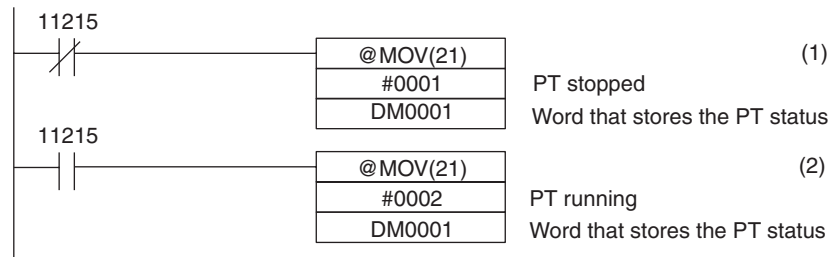 11215
@MOV(21) (1)
#0001 PT stopped
DM0001 Word that stores the PT status
11215
@MOV(21) (2)
#0002 PT running
DM0001 Word that stores the PT status